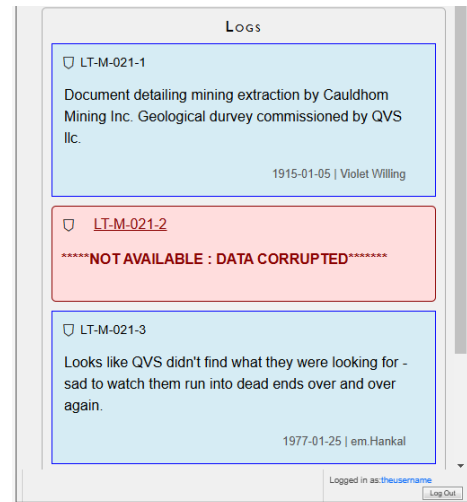 Logs
LT-M-021-1
Document detailing mining extraction by Cauldhom
Mining Inc. Geological durvey commissioned by QVS
llc.
1915-01-05 | Violet Willing
LT-M-021-2
*****NOT AVAILABLE : DATA CORRUPTED*******
LT-M-021-3
Looks like QVS didn't find what they were looking for -
sad to watch them run into dead ends over and over
again.
1977-01-25 | em.Hankal
Logged in as:theusername
Log Out